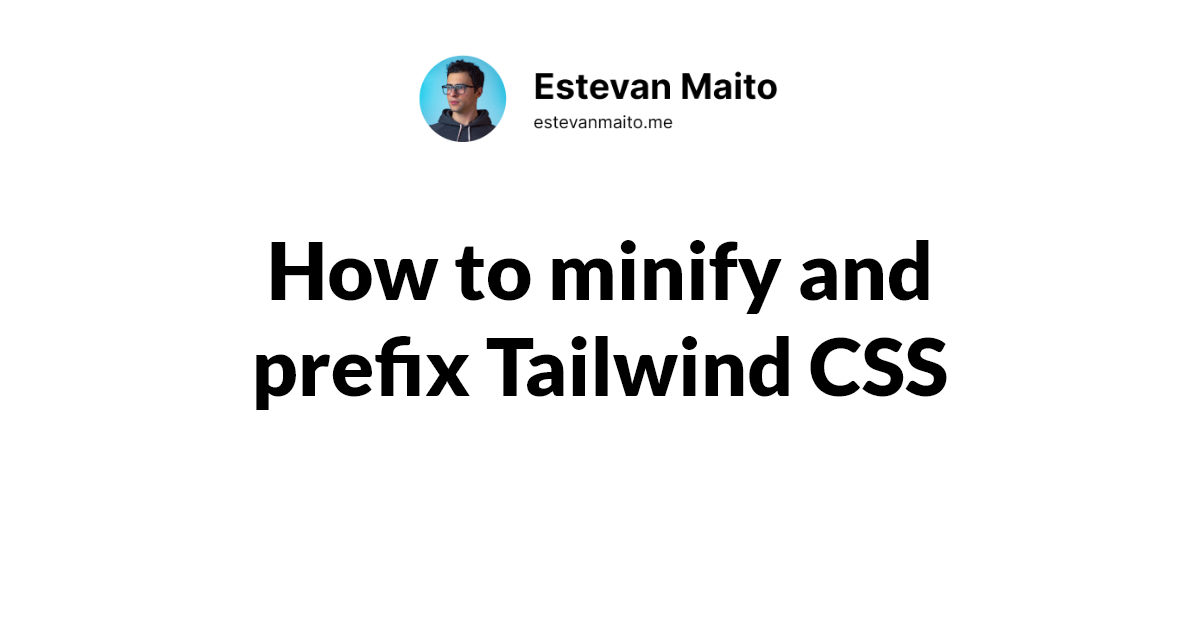 Estevan Maito
estevanmaito.me
How to minify and
prefix Tailwind CSS